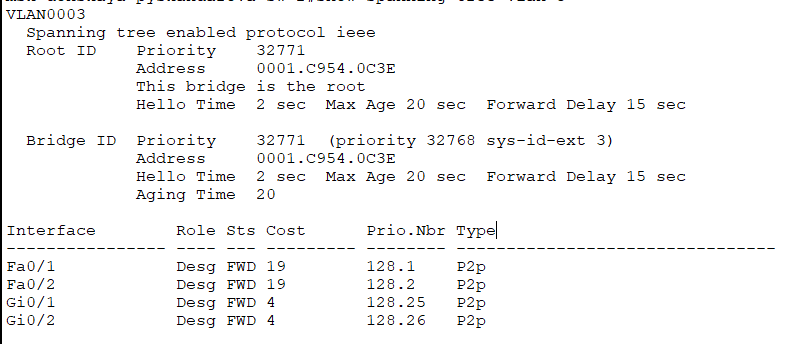 VLAN0003
Spanning tree enabled protocol ieee
Root ID Priority 32771
Address 0001.C954.0C3E
This bridge is the root
Hello Time 2 sec Max Age 20 sec Forward Delay 15 sec
Bridge ID Priority 32771 (priority 32768 sys-id-ext 3)
Address 0001.C954.0C3E
Hello Time 2 sec Max Age 20 sec Forward Delay 15 sec
Aging Time 20
Interface Role Sts Cost Prio.Nbr Type
---------------- ---- --- --------- -------- --------------------------------
Fa0/1 Desg FWD 19 128.1 P2p
Fa0/2 Desg FWD 19 128.2 P2p
Gi0/1 Desg FWD 4 128.25 P2p
Gi0/2 Desg FWD 4 128.26 P2p